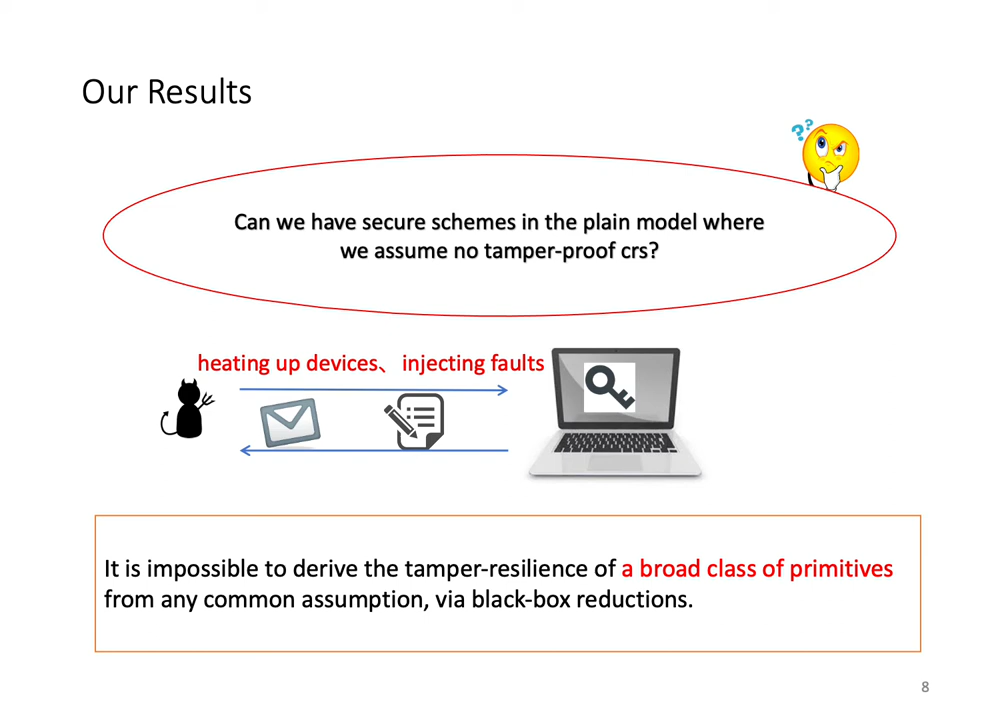 Our Results
??
Can we have secure schemes in the plain model where
we assume no tamper-proof crs?
heating up devices、injecting faults
It is impossible to derive the tamper-resilience of a broad class of primitives
from any common assumption, via black-box reductions.
8